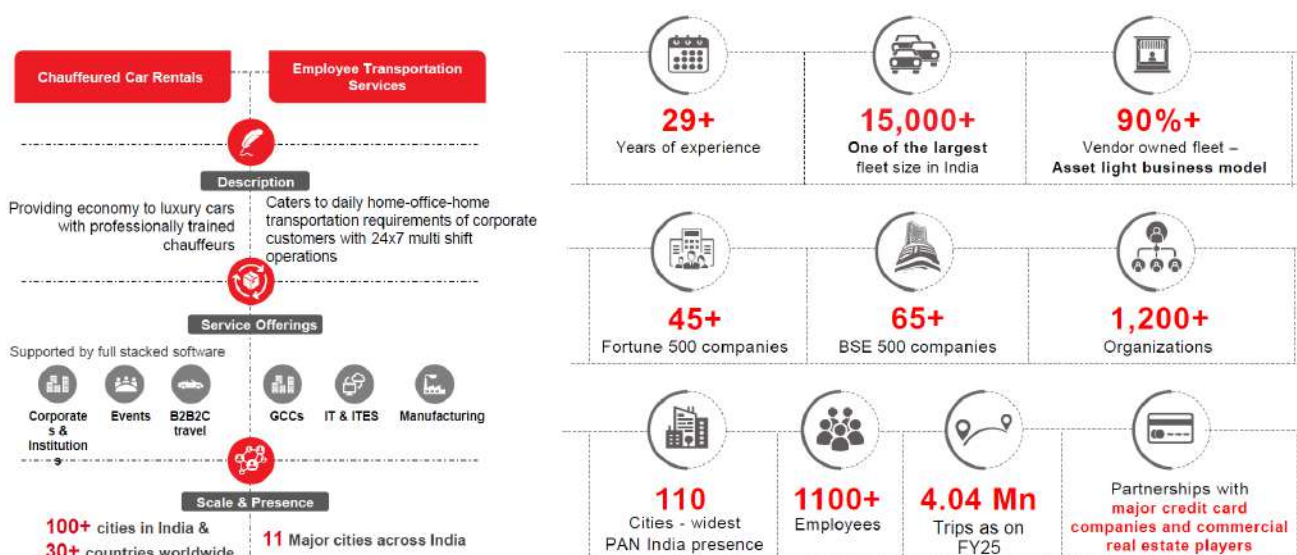 Chauffeured Car Rentals
Employee Transportation
Services
Description
Providing economy to luxury cars
with professionally trained
chauffeurs
Caters to daily home-office-home
transportation requirements of corporate
customers with 24x7 multi shift
operations
Service Offerings
Supported by full stacked software
Corporate
s &
Institution
s
Events
B2B2C
travel
GCCs
IT & ITES
Manufacturing
Scale & Presence
100+ cities in India &
30+ countries worldwide
11 Major cities across India
29+
Years of experience
15,000+
One of the largest
fleet size in India
90%+
Vendor owned fleet –
Asset light business model
45+
Fortune 500 companies
65+
BSE 500 companies
1,200+
Organizations
110
Cities - widest
PAN India presence
1100+
Employees
4.04 Mn
Trips as on
FY25
Partnerships with
major credit card
companies and commercial
real estate players